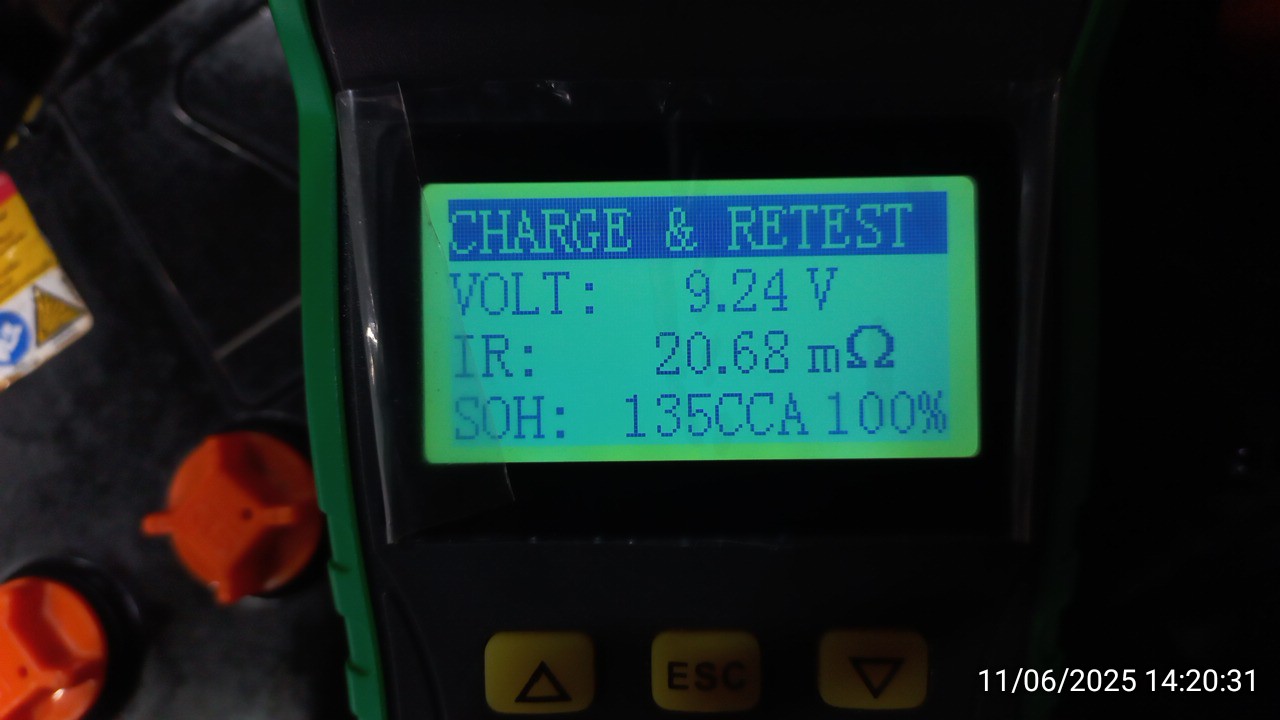 CHARGE & RETEST
VOLT: 9.24 V
IR: 20.68 mΩ
SOH: 135CCA 100%
ESC
11/06/2025 14:20:31